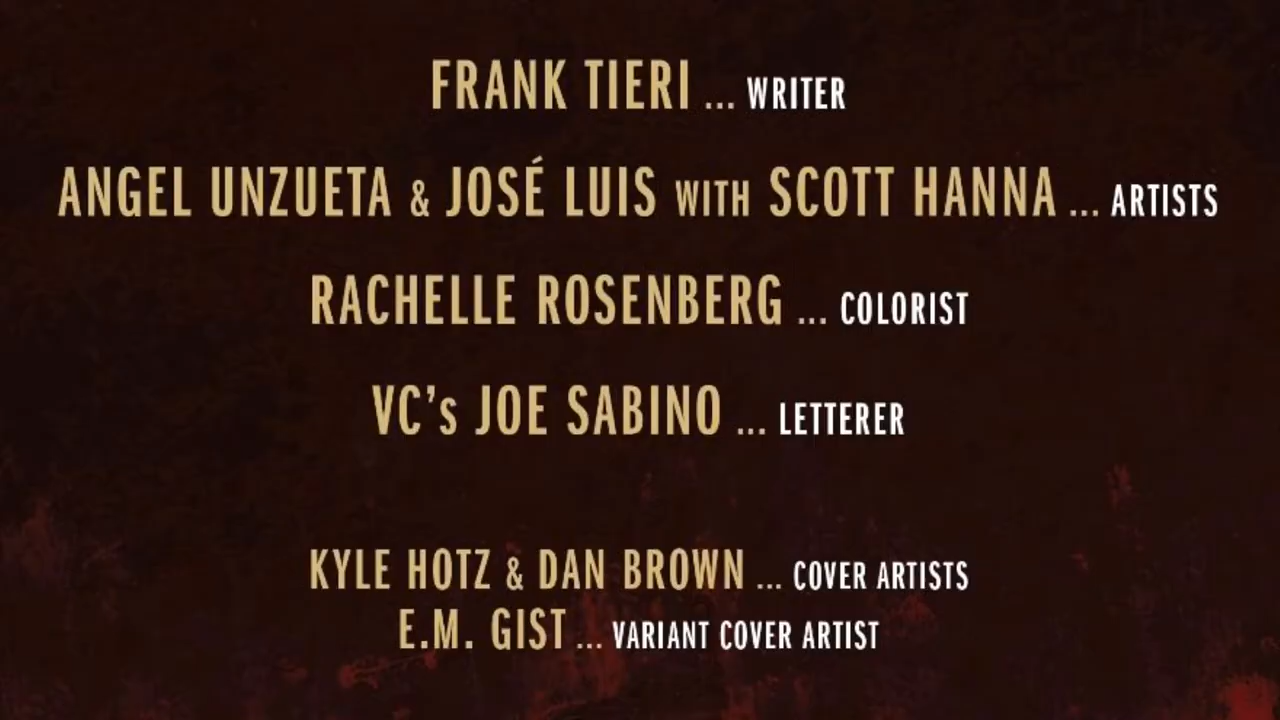 FRANK TIERI ... WRITER
ANGEL UNZUETA & JOSÉ LUIS WITH SCOTT HANNA ... ARTISTS
RACHELLE ROSENBERG ... COLORIST
VC's JOE SABINO ... LETTERER
KYLE HOTZ & DAN BROWN ... COVER ARTISTS
E.M. GIST ... VARIANT COVER ARTIST